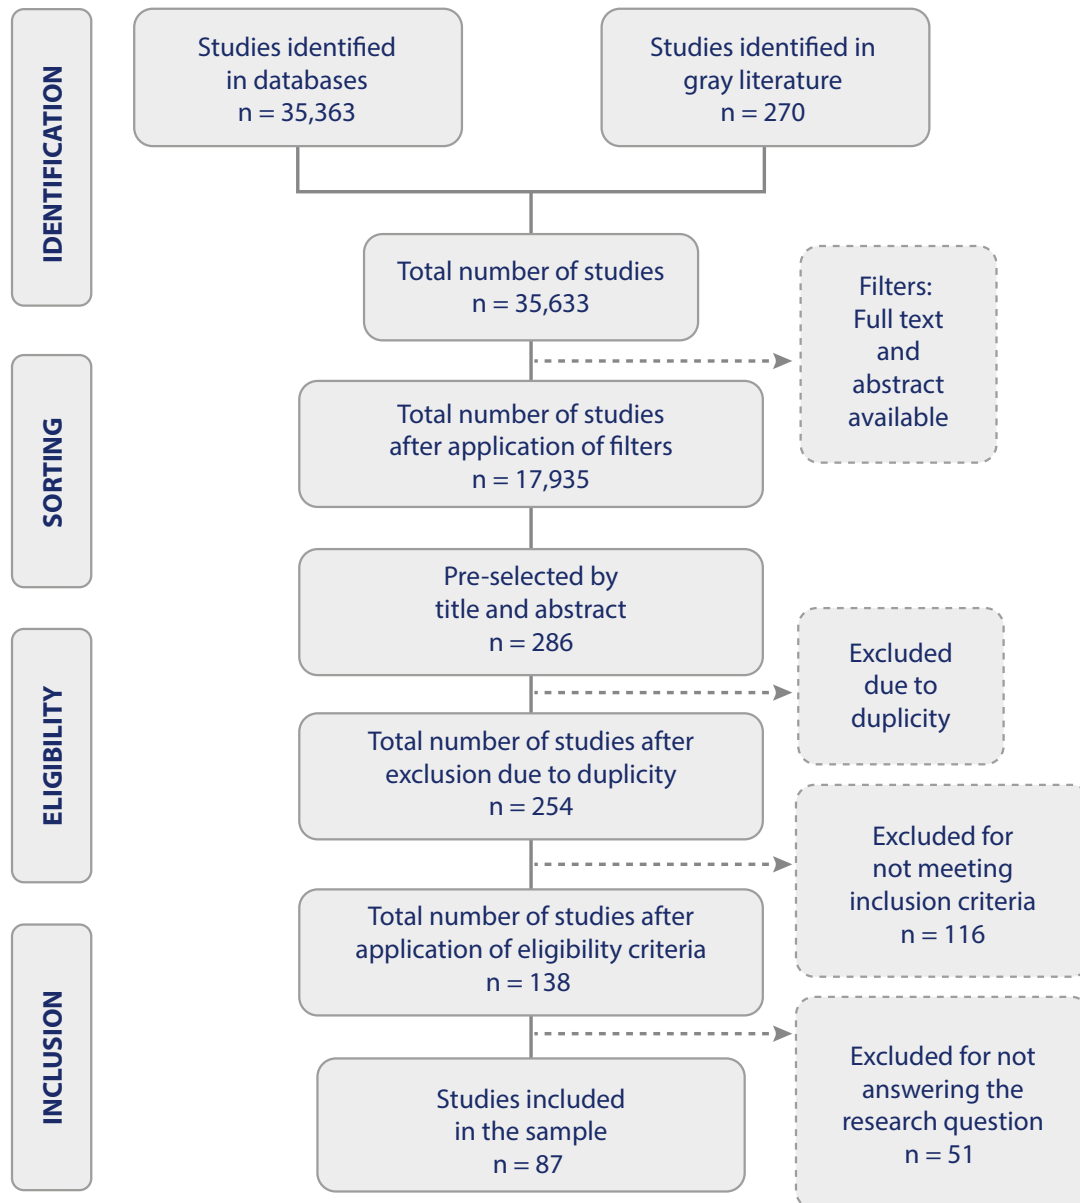 IDENTIFICATION
Studies identified
in databases
n = 35,363
Studies identified in
gray literature
n = 270
Total number of studies
n = 35,633
Filters:
Full text
and
abstract
available
SORTING
Total number of studies
after application of filters
n = 17,935
Pre-selected by
title and abstract
n = 286
ELIGIBILITY
Excluded
due to
duplicity
Total number of studies after
exclusion due to duplicity
n = 254
Excluded for
not meeting
inclusion criteria
n = 116
INCLUSION
Total number of studies after
application of eligibility criteria
n = 138
Excluded for not
answering the
research question
n = 51
Studies included
in the sample
n = 87